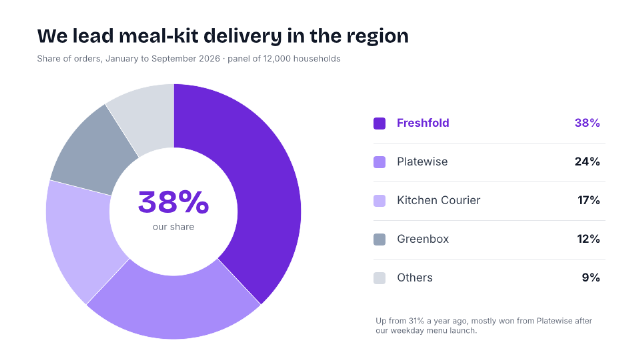 We lead meal-kit delivery in the region
Share of orders, January to September 2026 · panel of 12,000 households
38%
our share
Freshfold 38%
Platewise 24%
Kitchen Courier 17%
Greenbox 12%
Others 9%
Up from 31% a year ago, mostly won from Platewise after
our weekday menu launch.